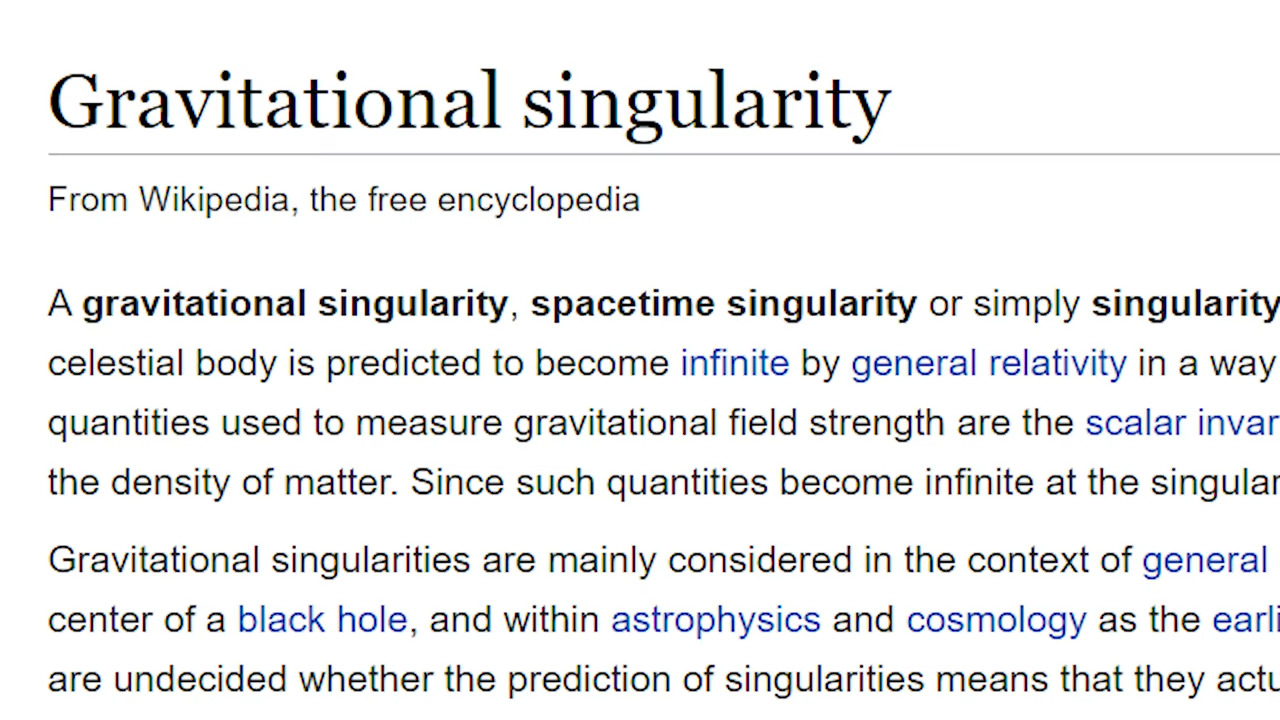 Gravitational singularity
From Wikipedia, the free encyclopedia
A gravitational singularity, spacetime singularity or simply singularity
celestial body is predicted to become infinite by general relativity in a way
quantities used to measure gravitational field strength are the scalar invar
the density of matter. Since such quantities become infinite at the singular
Gravitational singularities are mainly considered in the context of general
center of a black hole, and within astrophysics and cosmology as the earli
are undecided whether the prediction of singularities means that they actu